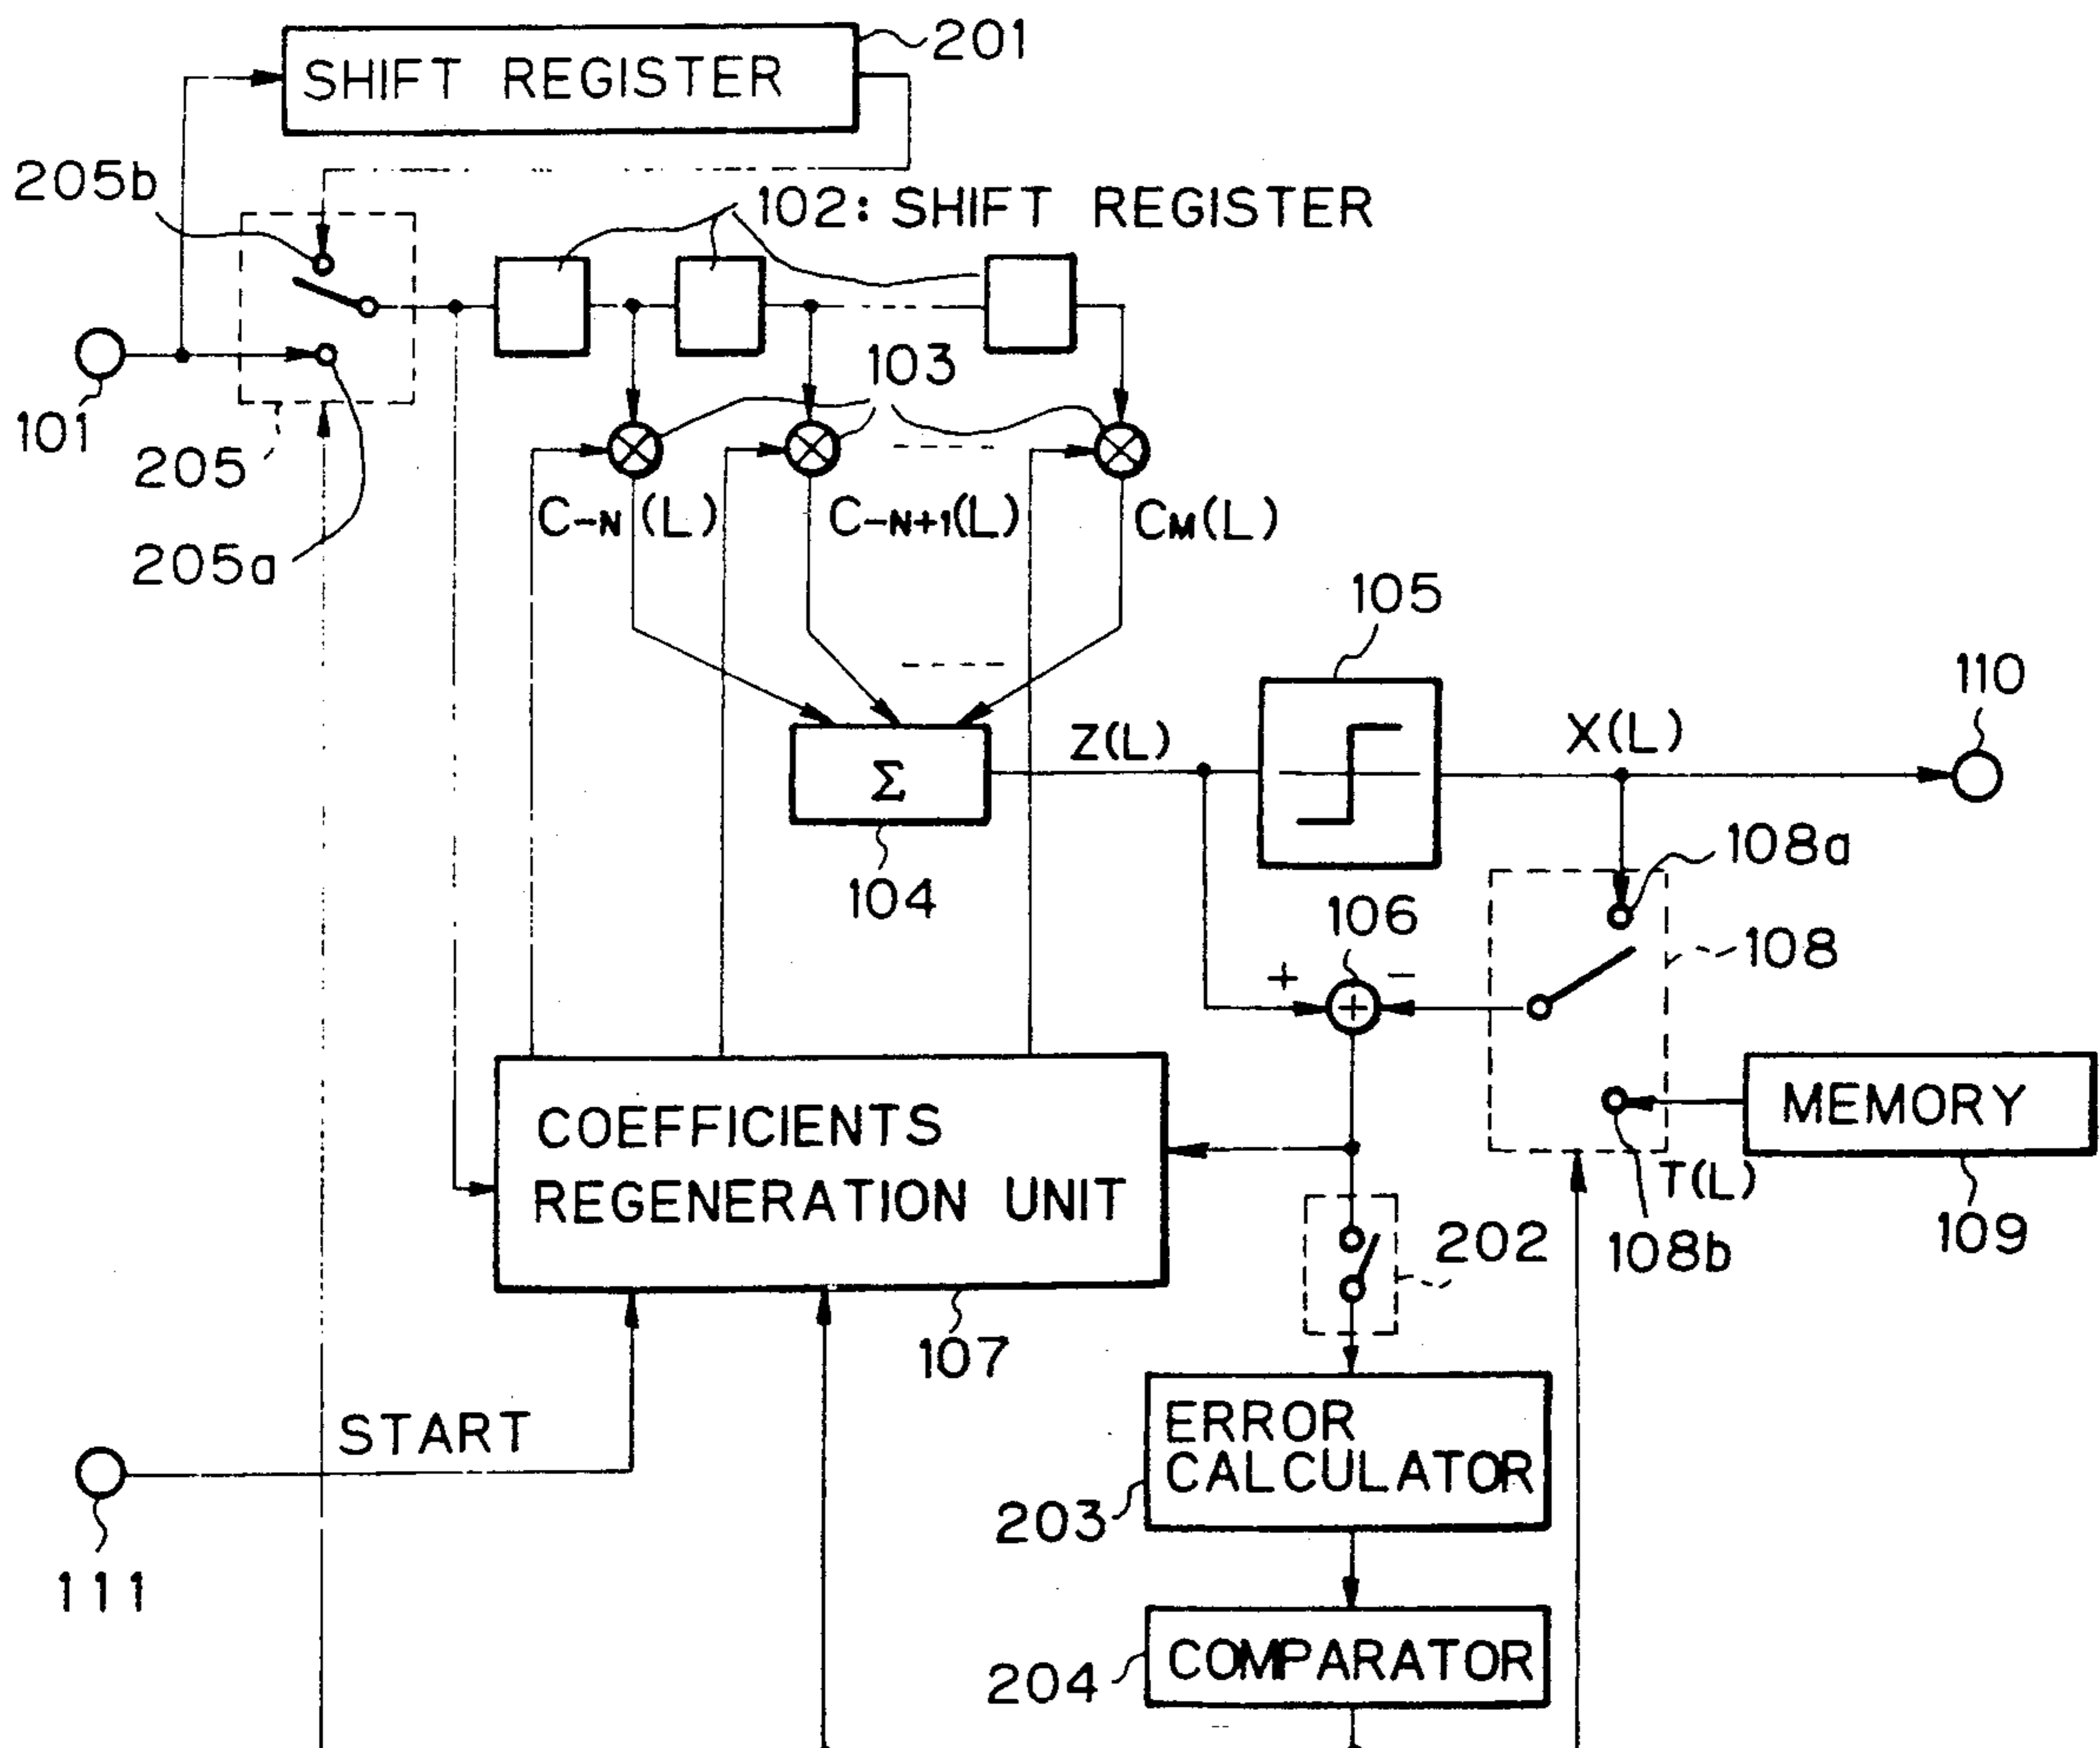 201
SHIFT REGISTER
205b
102: SHIFT REGISTER
103
101
205
C-N(L)
C-N+1(L)
CM(L)
205a
105
110
Z(L)
X(L)
Σ
108a
104
106
108
+
−
+
COEFFICIENTS
REGENERATION UNIT
MEMORY
T(L)
202
108b
109
107
START
ERROR
CALCULATOR
203
111
COMPARATOR
204